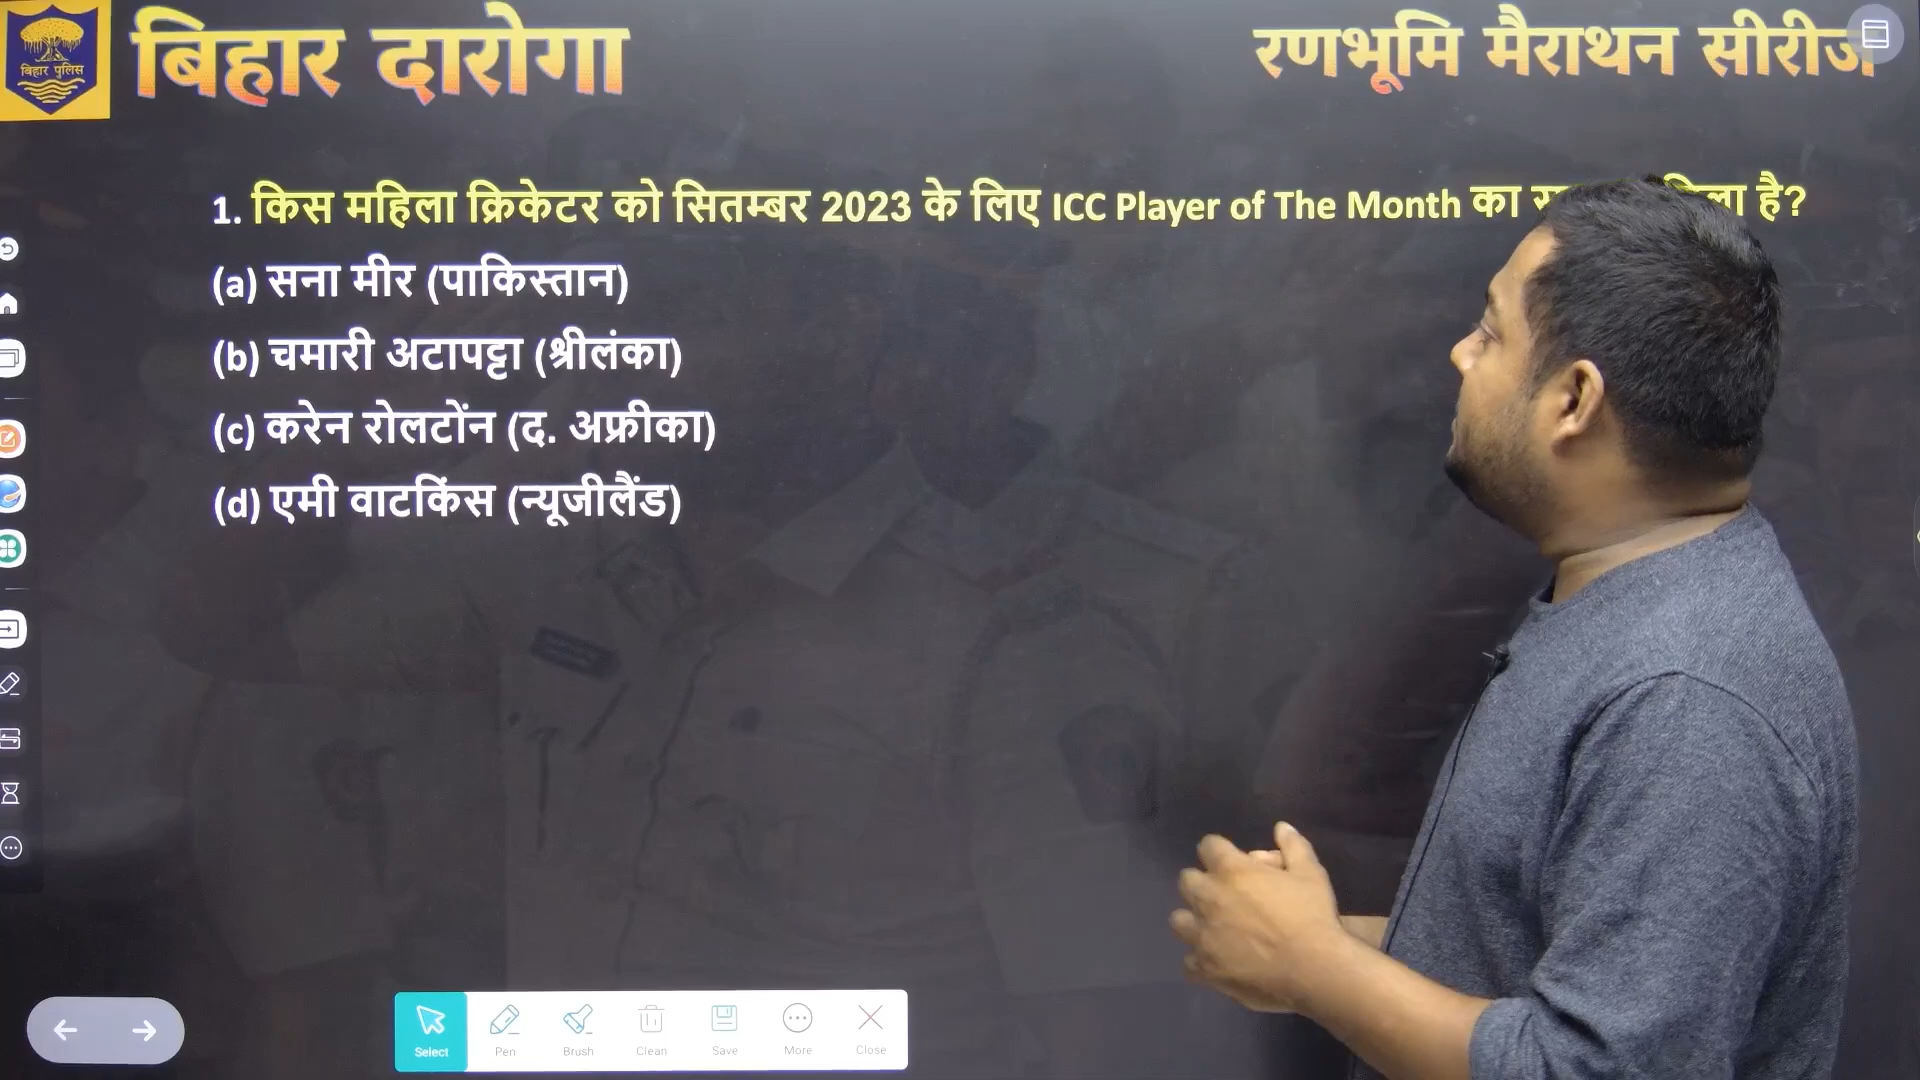 बिहार पुलिस
बिहार दारोगा
रणभूमि मैराथन सीरीज
1. किस महिला क्रिकेटर को सितम्बर 2023 के लिए ICC Player of The Month का है?
(a) सना मीर (पाकिस्तान)
(b) चमारी अटापट्टा (श्रीलंका)
(c) करेन रोलटोंन (द. अफ्रीका)
(d) एमी वाटकिंस (न्यूजीलैंड)
Select Pen Brush Clean Save More Close